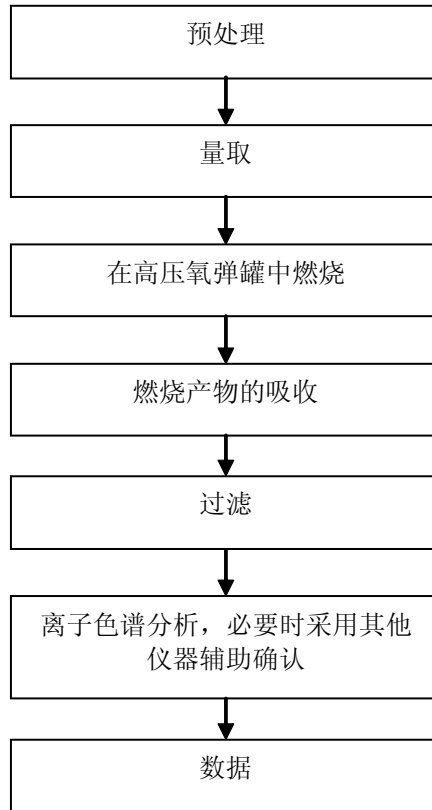 预处理
量取
在高压氧弹罐中燃烧
燃烧产物的吸收
过滤
离子色谱分析，必要时采用其他
仪器辅助确认
数据